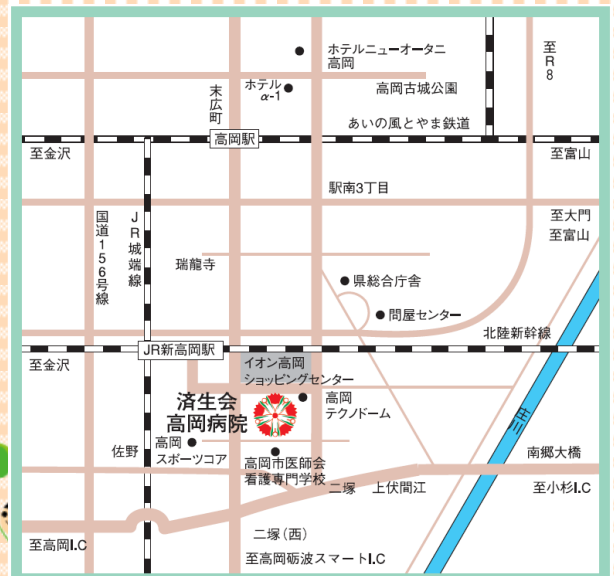 ホテルニューオータニ
高岡
至R8
ホテル
α-1
末広町
高岡古城公園
あいの風とやま鉄道
高岡駅
至金沢
至富山
駅南3丁目
国道156号線
JR城端線
至大門
至富山
瑞龍寺
県総合庁舎
問屋センター
北陸新幹線
JR新高岡駅
至金沢
イオン高岡
ショッピングセンター
済生会
高岡病院
高岡
テクノドーム
庄川
佐野
高岡
スポーツコア
高岡市医師会
看護専門学校
南郷大橋
二塚
上伏間江
至小杉I.C
二塚(西)
至高岡I.C
至高岡砺波スマートI.C